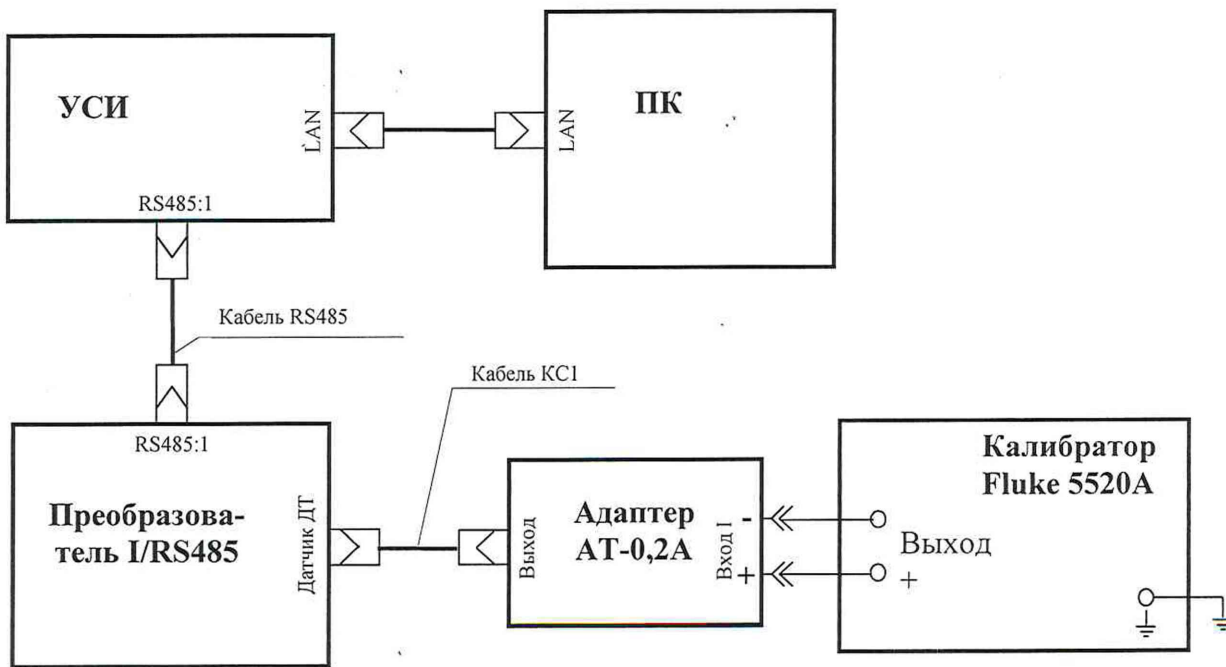 УСИ
LAN
RS485:1
ПК
LAN
Кабель RS485
Кабель КС1
RS485:1
Преобразова-
тель I/RS485
Датчик ДТ
Выход
Адаптер
АТ-0,2А
Вход I
-
+
Калибратор
Fluke 5520A
Выход
+